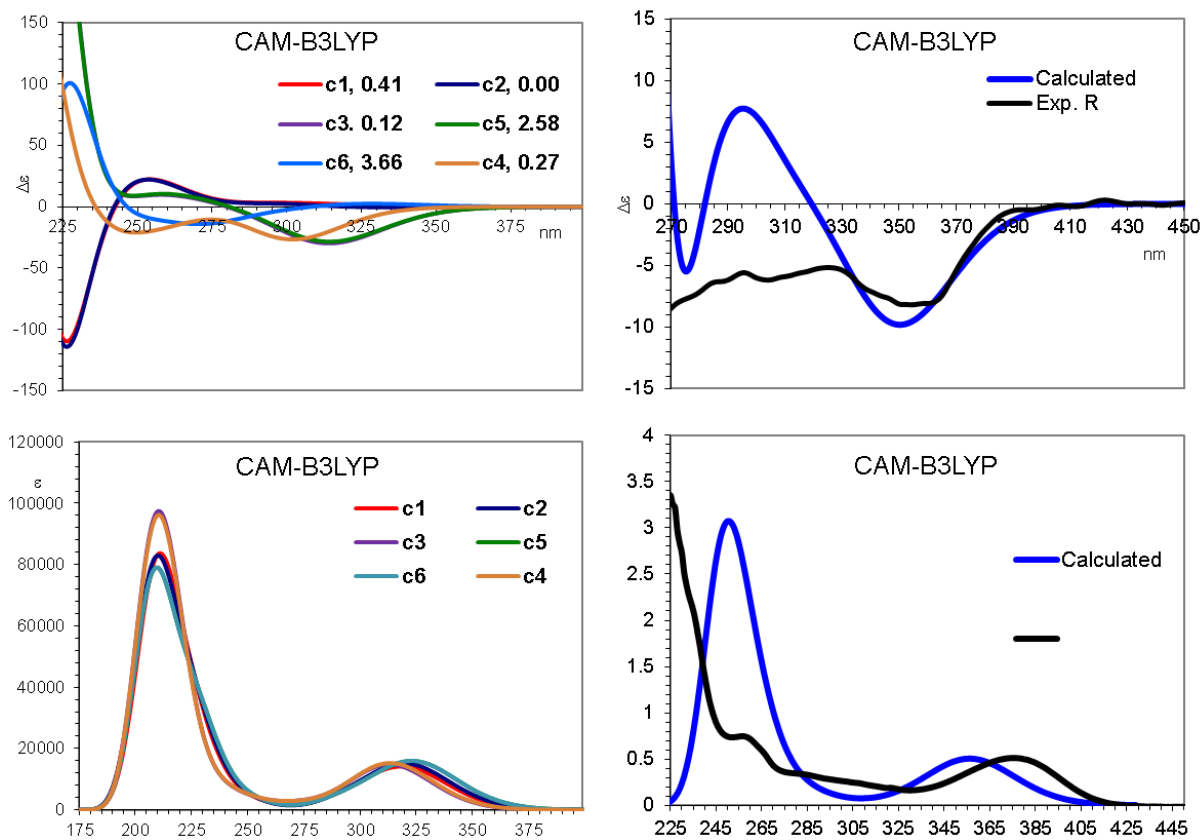 CAM-B3LYP
150
100
50
0
-50
-100
-150
Δε
c1, 0.41 c2, 0.00
c3. 0.12 c5, 2.58
c6, 3.66 c4, 0.27
225 250 275 300 325 350 375
nm
CAM-B3LYP
15
10
5
0
-5
-10
-15
Δε
Calculated
Exp. R
270 290 310 330 350 370 390 410 430 450
nm
CAM-B3LYP
120000
100000
80000
60000
40000
20000
0
ε
c1 c2
c3 c5
c6 c4
175 200 225 250 275 300 325 350 375
CAM-B3LYP
4
3.5
3
2.5
2
1.5
1
0.5
0
Calculated
225 245 265 285 305 325 345 365 385 405 425 445